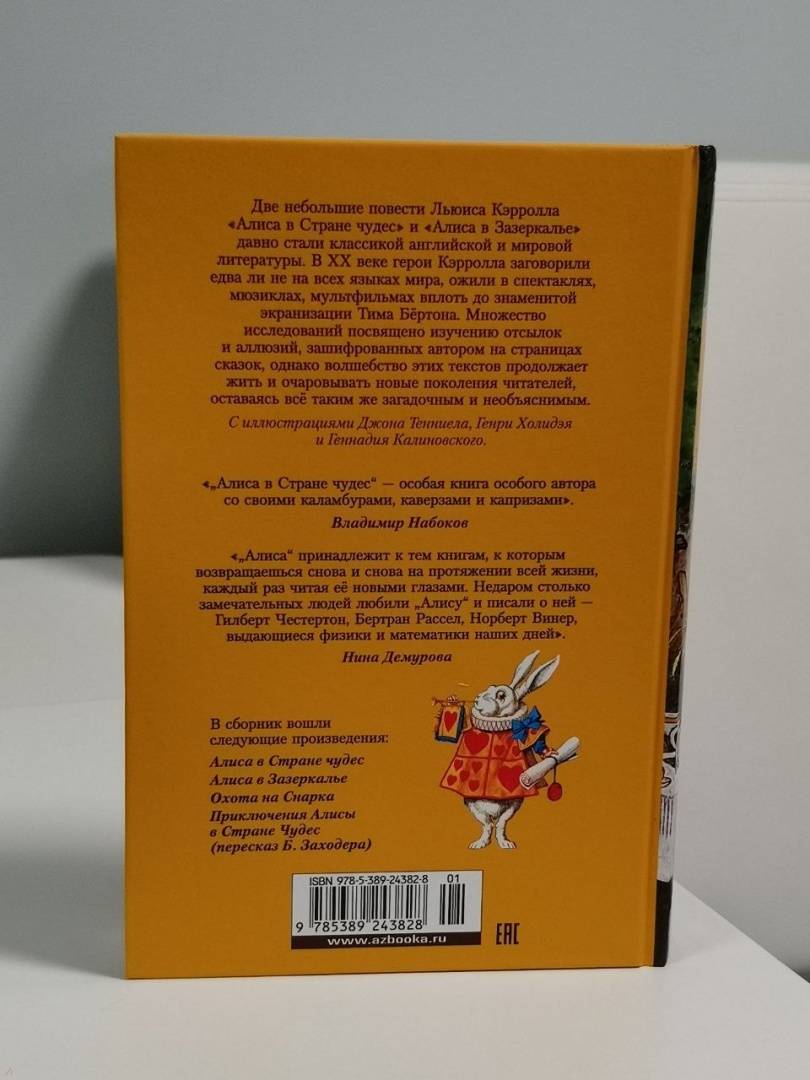 Две небольшие повести Льюиса Кэрролла
«Алиса в Стране чудес» и «Алиса в Зазеркалье»
давно стали классикой английской и мировой
литературы. В XX веке герои Кэрролла заговорили
едва ли не на всех языках мира, ожили в спектаклях,
мюзиклах, мультфильмах вплоть до знаменитой
экранизации Тима Бёртона. Множество
исследований посвящено изучению отсылок
и аллюзий, зашифрованных автором на страницах
сказок, однако волшебство этих текстов продолжает
жить и очаровывать новые поколения читателей,
оставаясь всё таким же загадочным и необъяснимым.
С иллюстрациями Джона Тенниела, Генри Холидэя
и Геннадия Калиновского.
«„Алиса в Стране чудес“ — особая книга особого автора
со своими каламбурами, каверзами и капризами».
Владимир Набоков
«„Алиса“ принадлежит к тем книгам, к которым
возвращаешься снова и снова на протяжении всей жизни,
каждый раз читая её новыми глазами. Недаром столько
замечательных людей любили „Алису“ и писали о ней —
Гилберт Честертон, Бертран Рассел, Норберт Винер,
выдающиеся физики и математики наших дней».
Нина Демурова
В сборник вошли
следующие произведения:
Алиса в Стране чудес
Алиса в Зазеркалье
Охота на Снарка
Приключения Алисы
в Стране Чудес
(пересказ Б. Заходера)
ISBN 978-5-389-24382-8 01
9 785389 243828
www.azbooka.ru
EAC